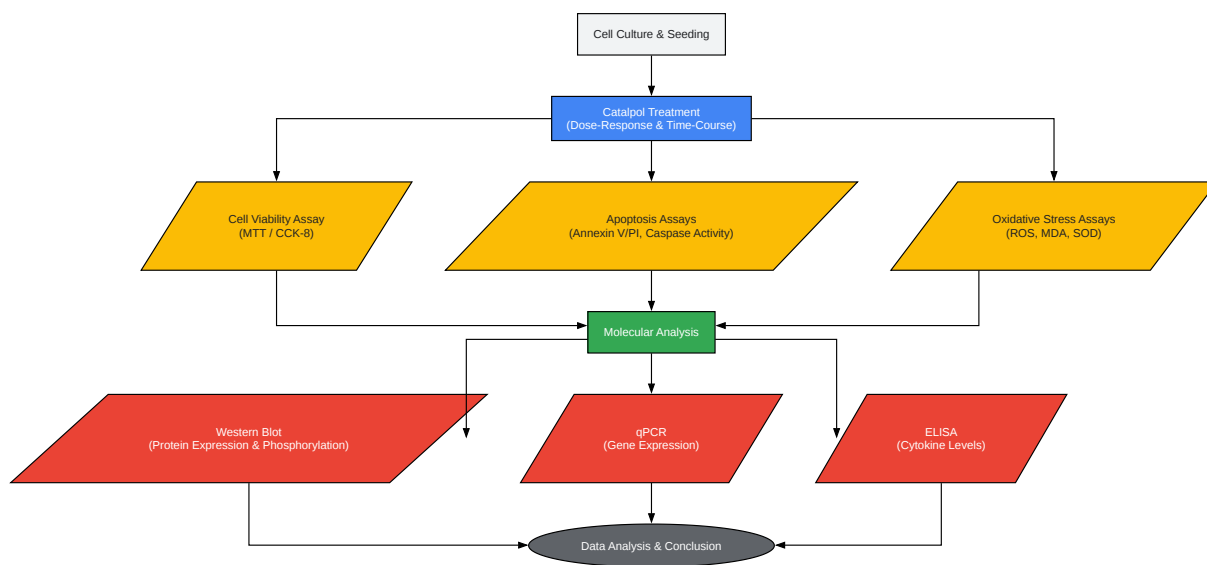 Cell Culture & Seeding
Catalpol Treatment
(Dose-Response & Time-Course)
Cell Viability Assay
(MTT / CCK-8)
Apoptosis Assays
(Annexin V/PI, Caspase Activity)
Oxidative Stress Assays
(ROS, MDA, SOD)
Molecular Analysis
Western Blot
(Protein Expression & Phosphorylation)
qPCR
(Gene Expression)
ELISA
(Cytokine Levels)
Data Analysis & Conclusion